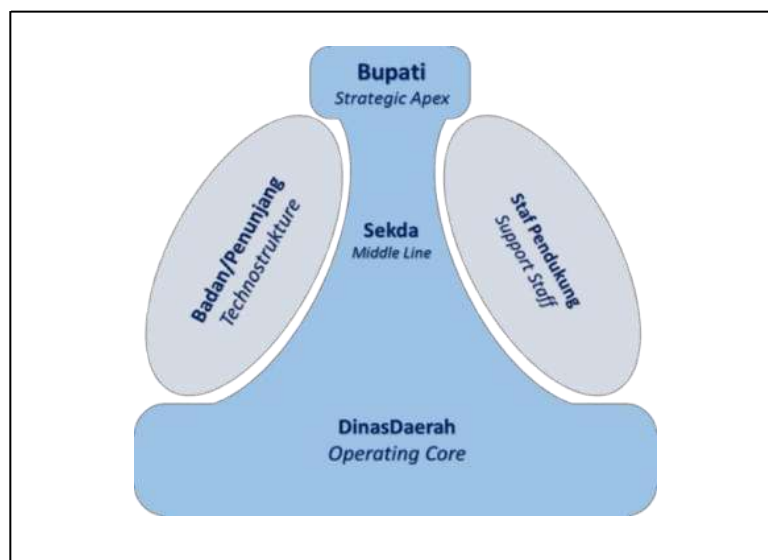 Bupati
Strategic Apex
Badan/Penunjang
Technostrukture
Sekda
Middle Line
Staf Pendukung
Support Staff
DinasDaerah
Operating Core